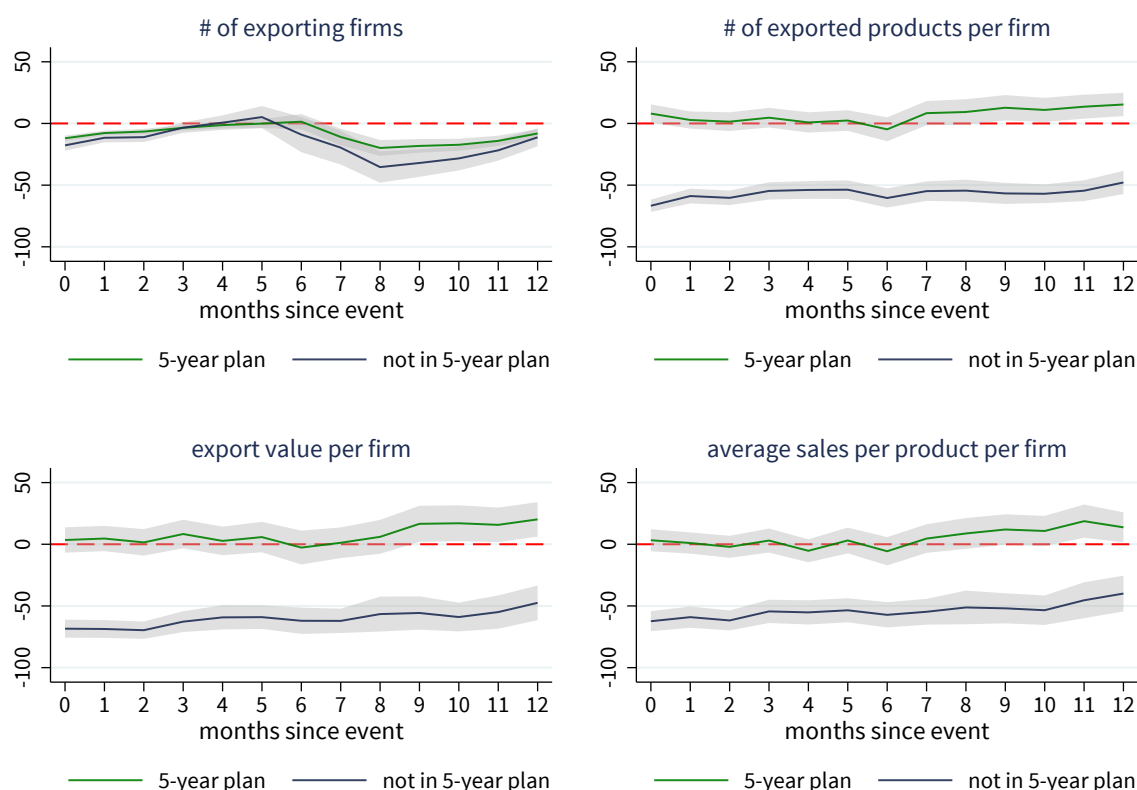 # of exporting firms
50
0
-50
-100
0 1 2 3 4 5 6 7 8 9 10 11 12
months since event
5-year plan not in 5-year plan
# of exported products per firm
50
0
-50
-100
0 1 2 3 4 5 6 7 8 9 10 11 12
months since event
5-year plan not in 5-year plan
export value per firm
50
0
-50
-100
0 1 2 3 4 5 6 7 8 9 10 11 12
months since event
5-year plan not in 5-year plan
average sales per product per firm
50
0
-50
-100
0 1 2 3 4 5 6 7 8 9 10 11 12
months since event
5-year plan not in 5-year plan